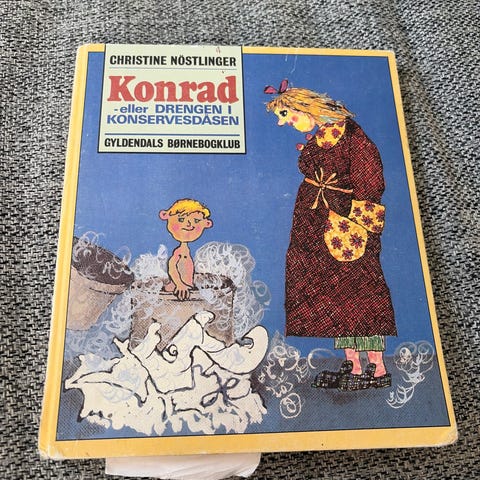 CHRISTINE NÖSTLINGER
Konrad
-eller DRENGEN I
KONSERVESDÅSEN
GYLDENDALS BØRNEBOGKLUB